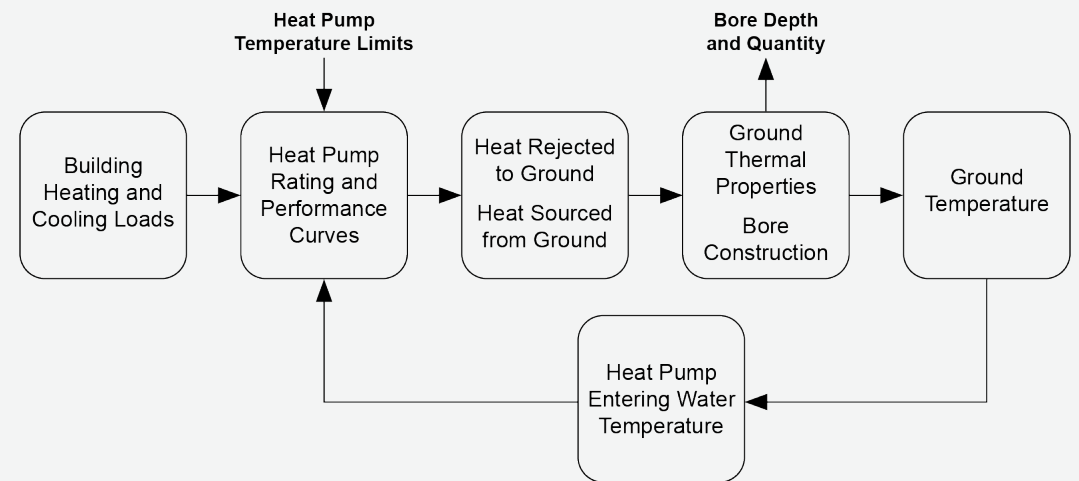 Heat Pump
Temperature Limits
Bore Depth
and Quantity
Building
Heating and
Cooling Loads
Heat Pump
Rating and
Performance
Curves
Heat Rejected
to Ground
Heat Sourced
from Ground
Ground
Thermal
Properties
Bore
Construction
Ground
Temperature
Heat Pump
Entering Water
Temperature